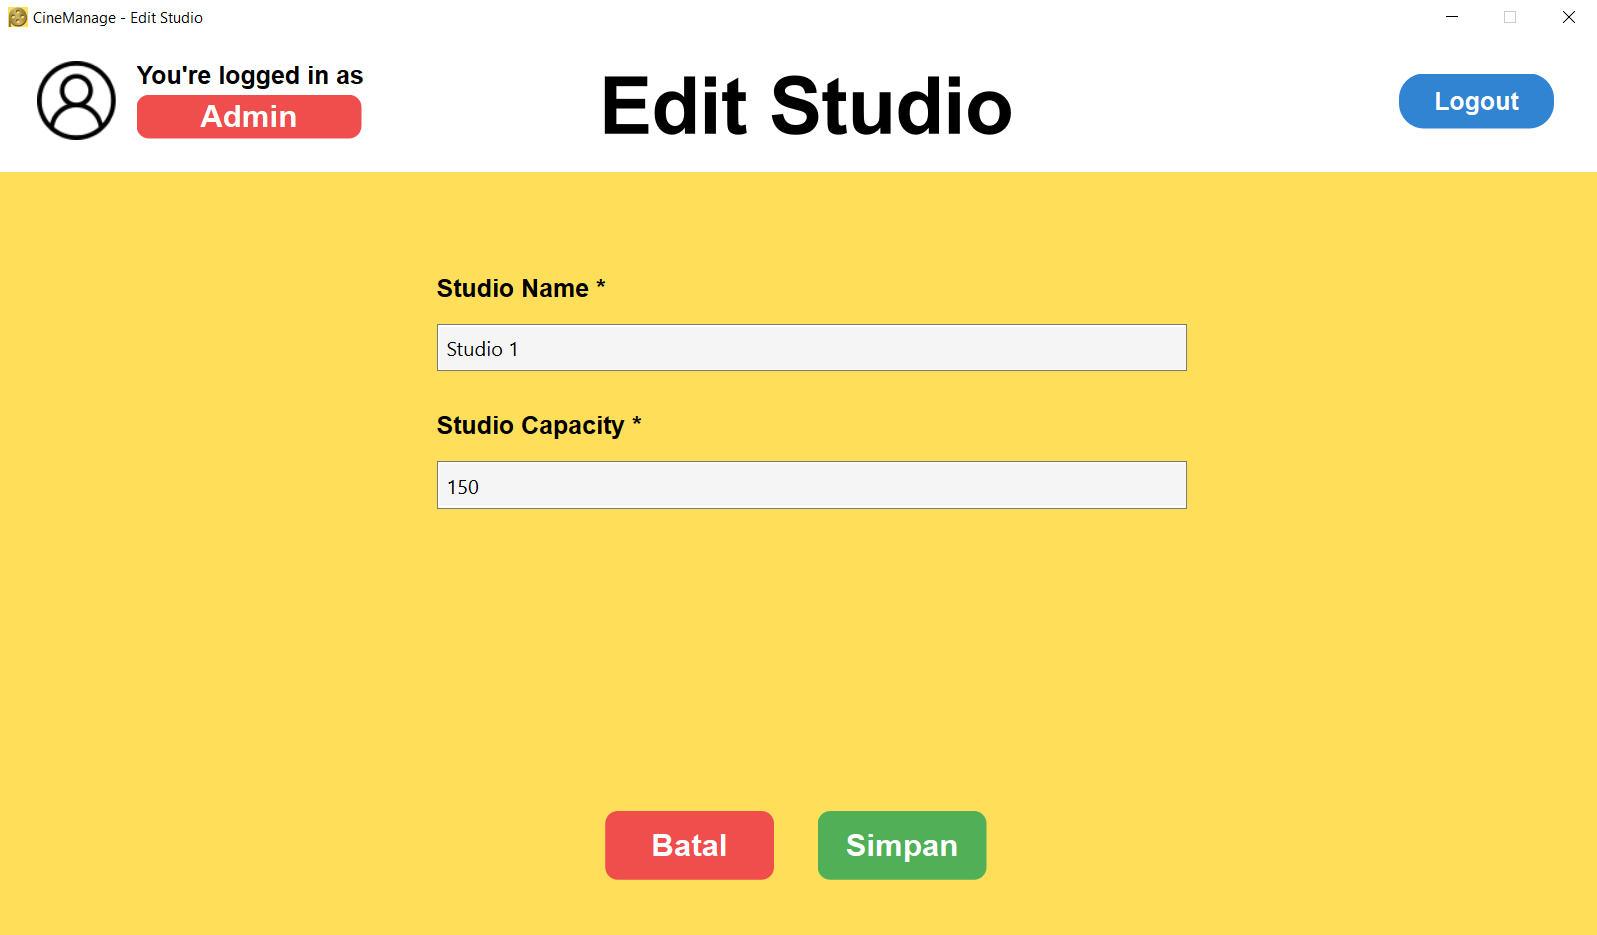 CineManage - Edit Studio
You're logged in as
Admin
Edit Studio
Logout
Studio Name *
Studio 1
Studio Capacity *
150
Batal
Simpan